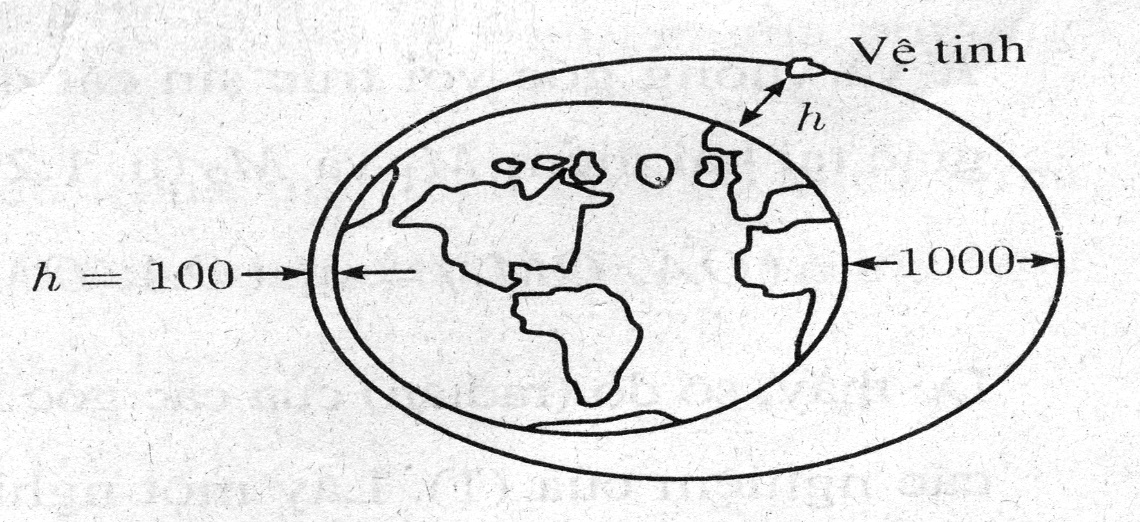 Vệ tinh
h
h = 100
1000